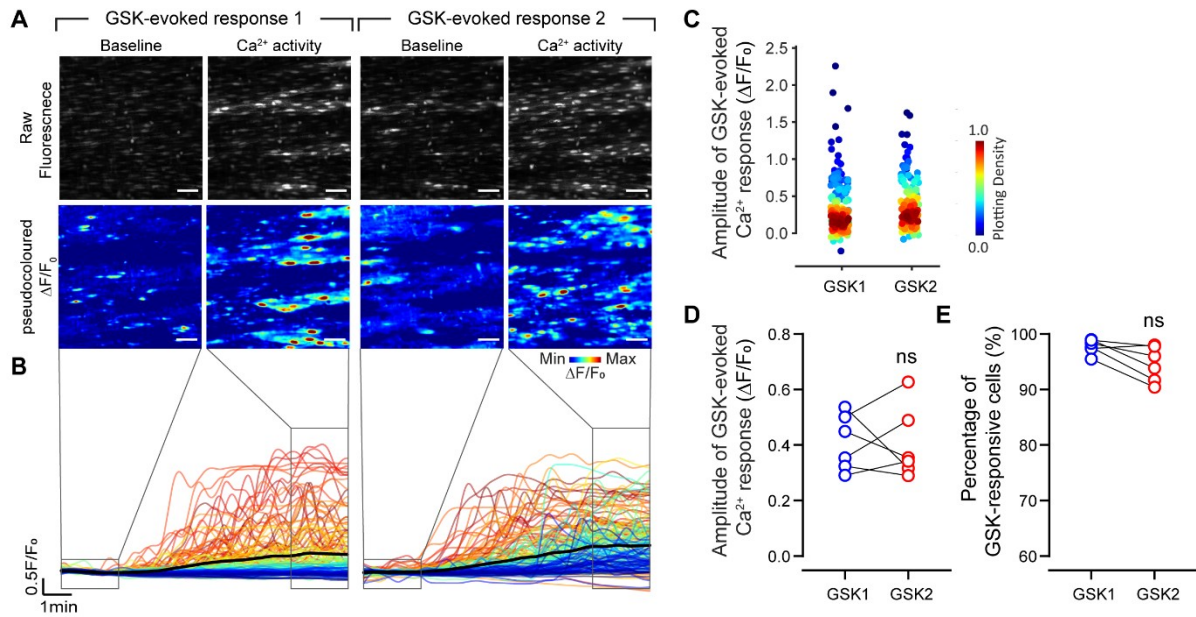 A
GSK-evoked response 1
GSK-evoked response 2
Baseline
Ca²⁺ activity
Baseline
Ca²⁺ activity
Raw
Fluoresnece
pseudocoloured
ΔF/F₀
Min
Max
ΔF/F₀
B
0.5F/F₀
1min
C
Amplitude of GSK-evoked
Ca²⁺ response (ΔF/F₀)
2.5
2.0
1.5
1.0
0.5
0.0
GSK1
GSK2
1.0
0.0
Plotting Density
D
Amplitude of GSK-evoked
Ca²⁺ response (ΔF/F₀)
0.8
0.6
0.4
0.2
0.0
ns
GSK1
GSK2
E
Percentage of
GSK-responsive cells (%)
100
90
80
70
60
ns
GSK1
GSK2